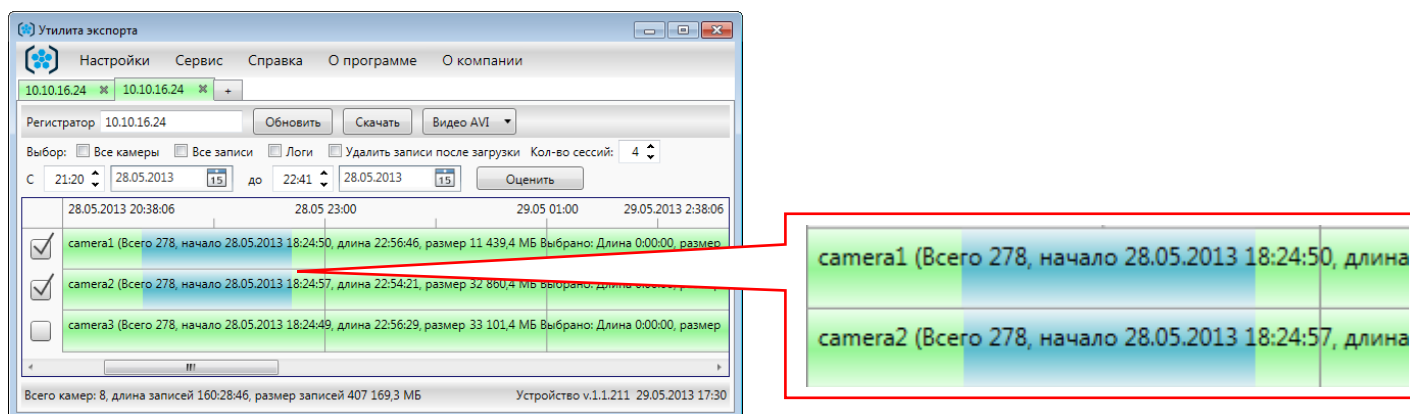 Утилита экспорта
Настройки Сервис Справка О программе О компании
10.10.16.24 10.10.16.24 +
Регистратор 10.10.16.24 Обновить Скачать Видео AVI
Выбор: Все камеры Все записи Логи Удалить записи после загрузки Кол-во сессий: 4
С 21:20 28.05.2013 15 до 22:41 28.05.2013 15 Оценить
28.05.2013 20:38:06 28.05 23:00 29.05 01:00 29.05.2013 2:38:06
camera1 (Всего 278, начало 28.05.2013 18:24:50, длина 22:56:46, размер 11 439,4 МБ Выбрано: Длина 0:00:00, размер
camera2 (Всего 278, начало 28.05.2013 18:24:57, длина 22:54:21, размер 32 860,4 МБ Выбрано: Длина 0:00:00, размер
camera3 (Всего 278, начало 28.05.2013 18:24:49, длина 22:56:29, размер 33 101,4 МБ Выбрано: Длина 0:00:00, размер
Всего камер: 8, длина записей 160:28:46, размер записей 407 169,3 МБ Устройство v.1.1.211 29.05.2013 17:30
camera1 (Всего 278, начало 28.05.2013 18:24:50, длина
camera2 (Всего 278, начало 28.05.2013 18:24:57, длина